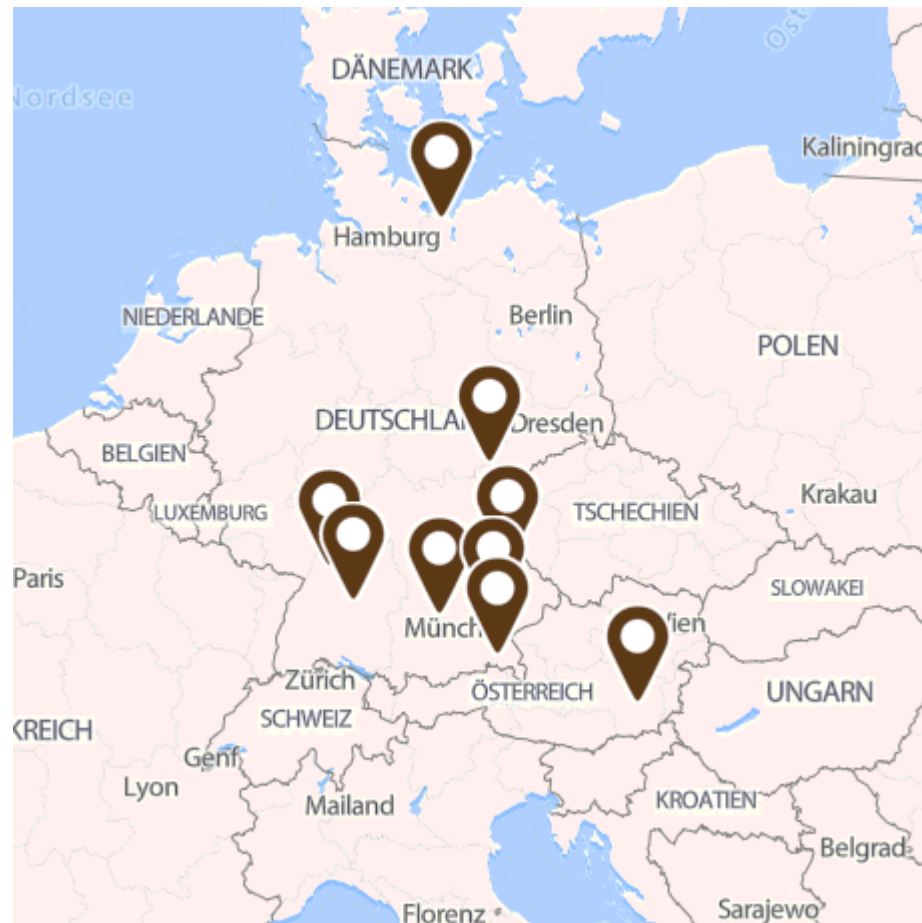 Ost
DÄNEMARK
Nordsee
Kaliningrad
Hamburg
Berlin
NIEDERLANDE
POLEN
DEUTSCHLAN
Dresden
BELGIEN
Krakau
LUXEMBURG
TSCHECHIEN
Paris
SLOWAKEI
Münch
Wien
Zürich
ÖSTERREICH
UNGARN
SCHWEIZ
KREICH
Genf
Lyon
KROATIEN
Mailand
Belgrad
Florenz
Sarajewo